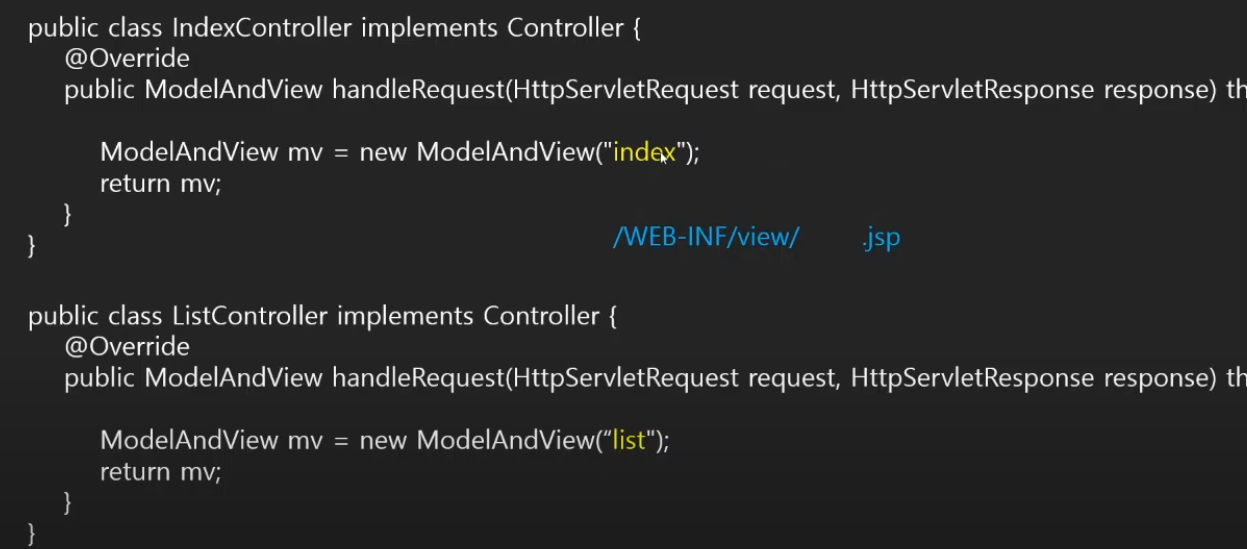 public class IndexController implements Controller {
@Override
public ModelAndView handleRequest(HttpServletRequest request, HttpServletResponse response) th
ModelAndView mv = new ModelAndView("index");
return mv;
}
/WEB-INF/view/ .jsp
}
public class ListController implements Controller {
@Override
public ModelAndView handleRequest(HttpServletRequest request, HttpServletResponse response) th
ModelAndView mv = new ModelAndView(“list");
return mv;
}
}